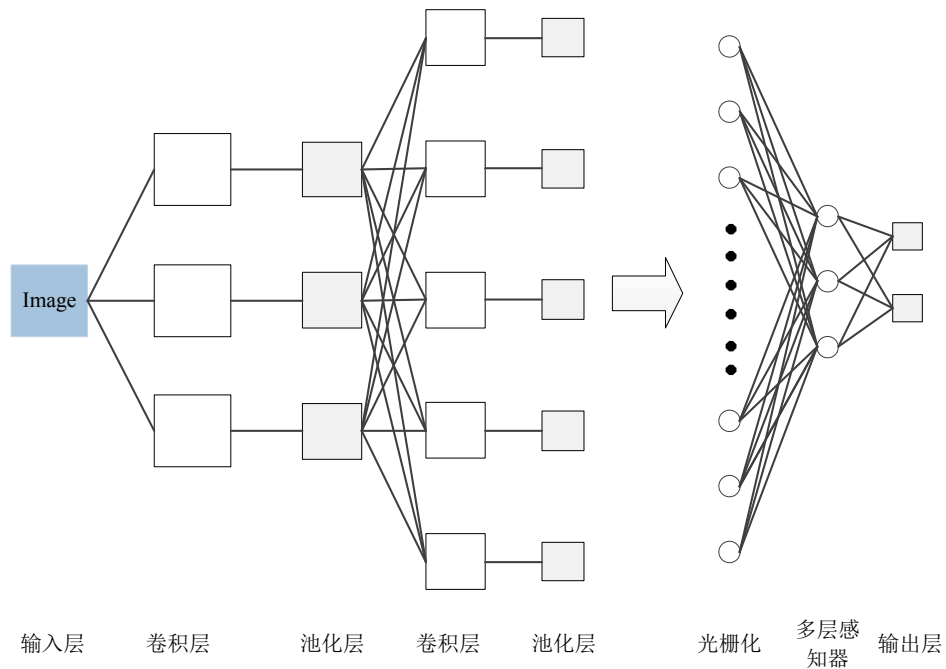 Image
输入层
卷积层
池化层
卷积层
池化层
光栅化
多层感
知器
输出层